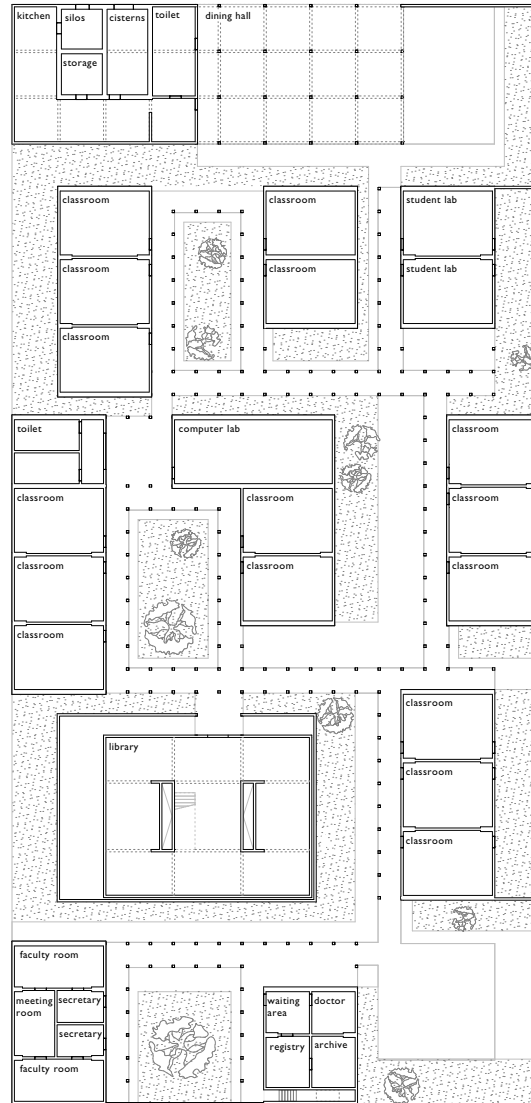 kitchen
silos
cisterns
toilet
dining hall
storage
classroom
classroom
student lab
classroom
classroom
student lab
classroom
toilet
computer lab
classroom
classroom
classroom
classroom
classroom
classroom
classroom
classroom
classroom
library
classroom
classroom
faculty room
meeting
room
secretary
waiting
area
doctor
secretary
registry
archive
faculty room